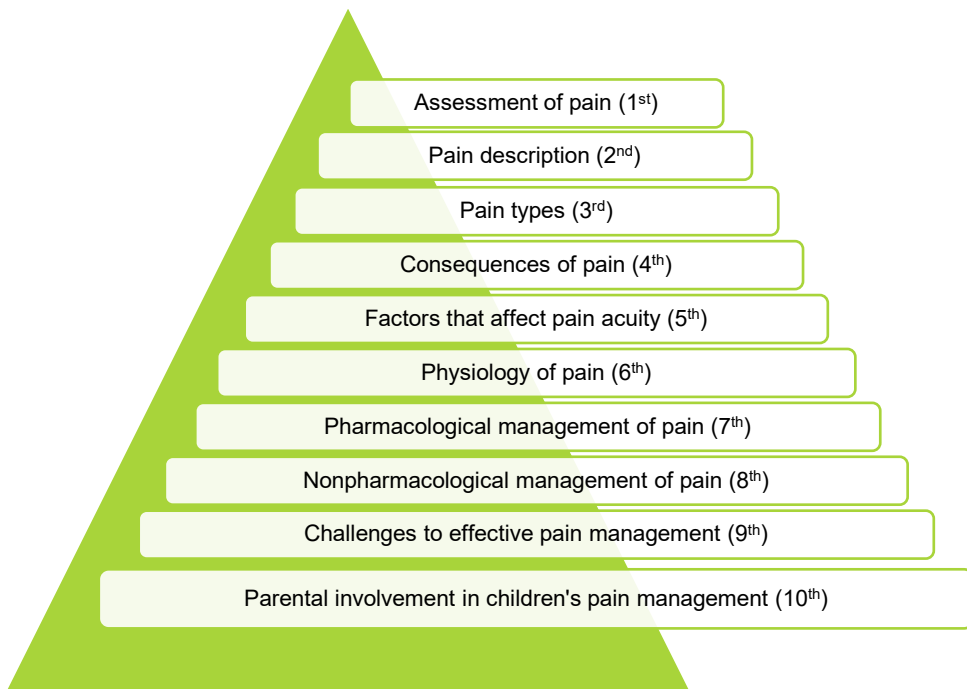 Assessment of pain (1st)
Pain description (2nd)
Pain types (3rd)
Consequences of pain (4th)
Factors that affect pain acuity (5th)
Physiology of pain (6th)
Pharmacological management of pain (7th)
Nonpharmacological management of pain (8th)
Challenges to effective pain management (9th)
Parental involvement in children's pain management (10th)